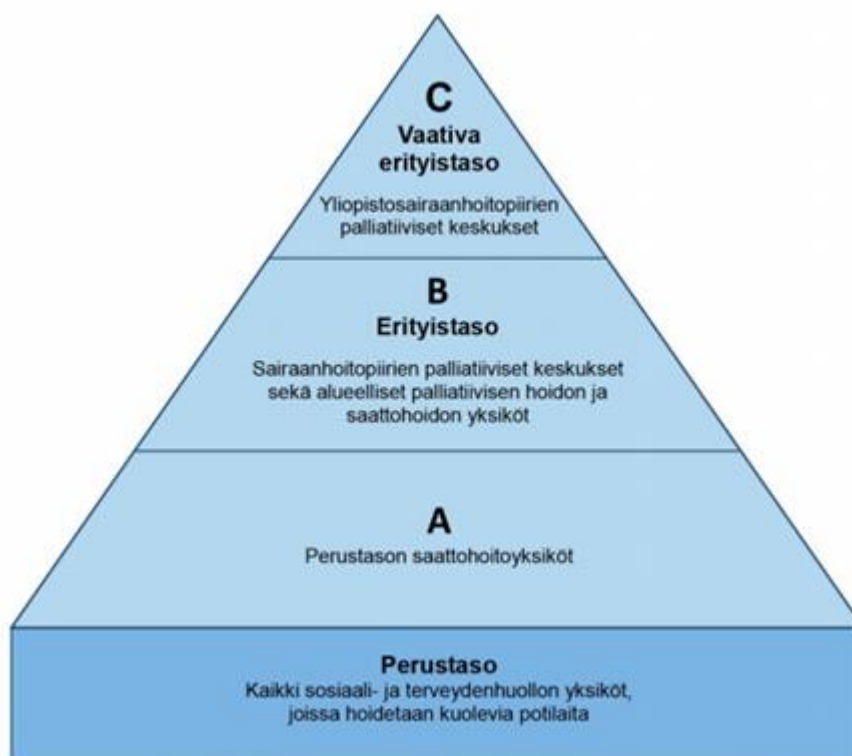 C
Vaativa
erityistaso
Yliopistosairaanhoitopiirien
palliatiiviset keskukset
B
Erityistaso
Sairaanhoitopiirien palliatiiviset keskukset
sekä alueelliset palliatiivisen hoidon ja
saattohoidon yksiköt
A
Perustason saattohoitoyksiköt
Perustaso
Kaikki sosiaali- ja terveydenhuollon yksiköt,
joissa hoidetaan kuolevia potilaita